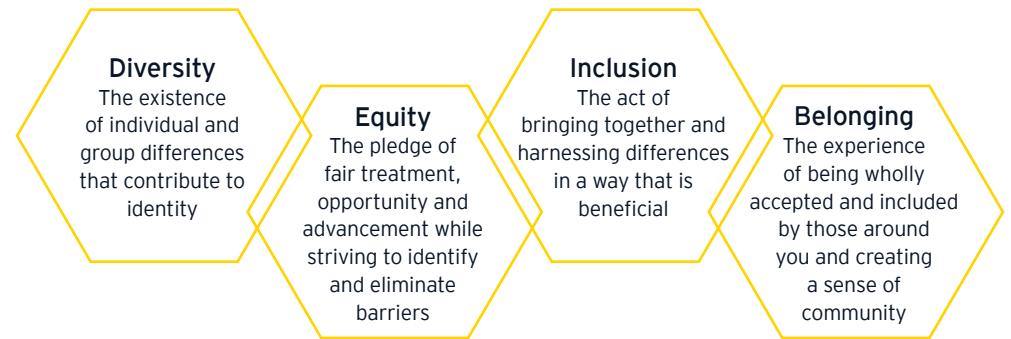 Diversity
The existence
of individual and
group differences
that contribute to
identity
Equity
The pledge of
fair treatment,
opportunity and
advancement while
striving to identify
and eliminate
barriers
Inclusion
The act of
bringing together and
harnessing differences
in a way that is
beneficial
Belonging
The experience
of being wholly
accepted and included
by those around
you and creating
a sense of
community